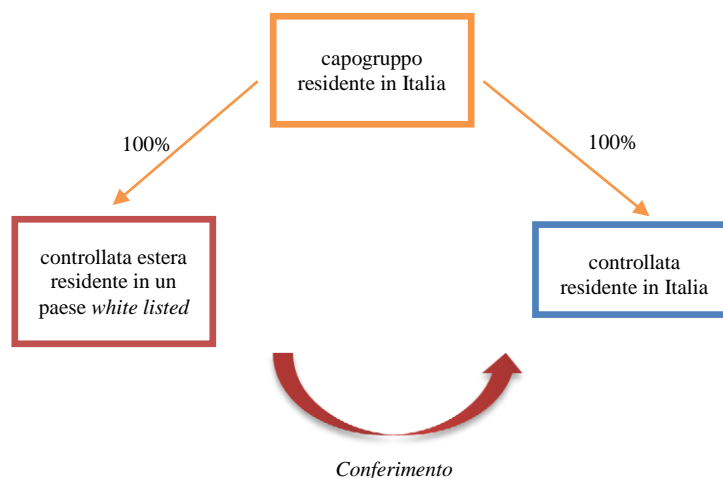 capogruppo
residente in Italia
100%
100%
controllata estera
residente in un
paese white listed
controllata
residente in Italia
Conferimento